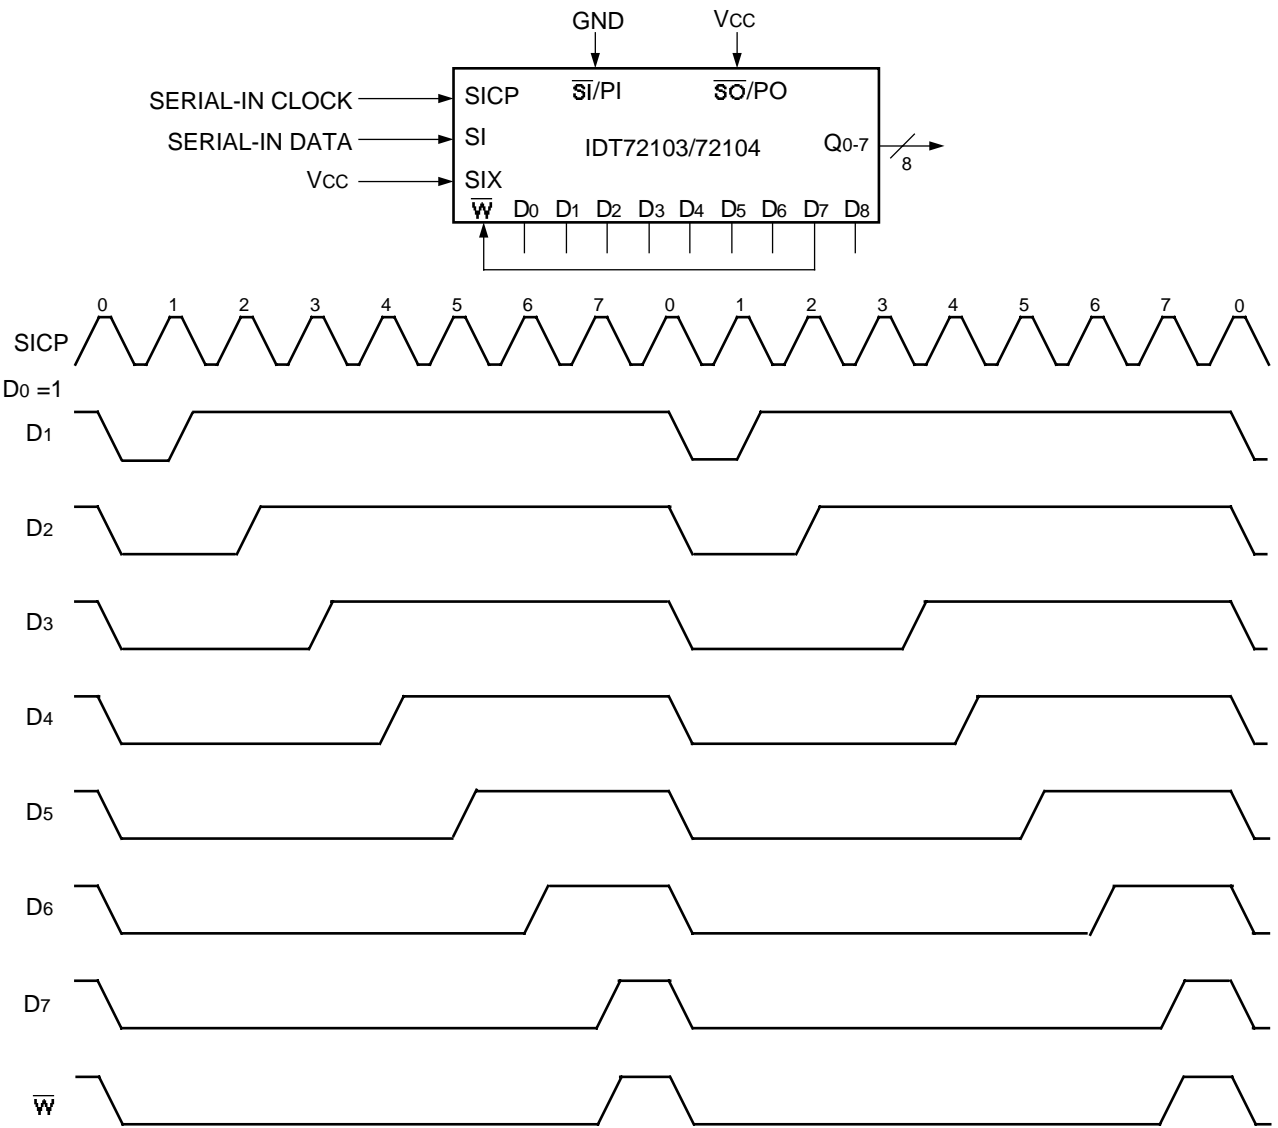 GND VCC
SERIAL-IN CLOCK SICP S̅I̅/PI S̅O̅/PO
SERIAL-IN DATA SI IDT72103/72104 Q0-7 8
VCC SIX
W̅ D0 D1 D2 D3 D4 D5 D6 D7 D8
0 1 2 3 4 5 6 7 0 1 2 3 4 5 6 7 0
SICP
D0 =1
D1
D2
D3
D4
D5
D6
D7
W̅